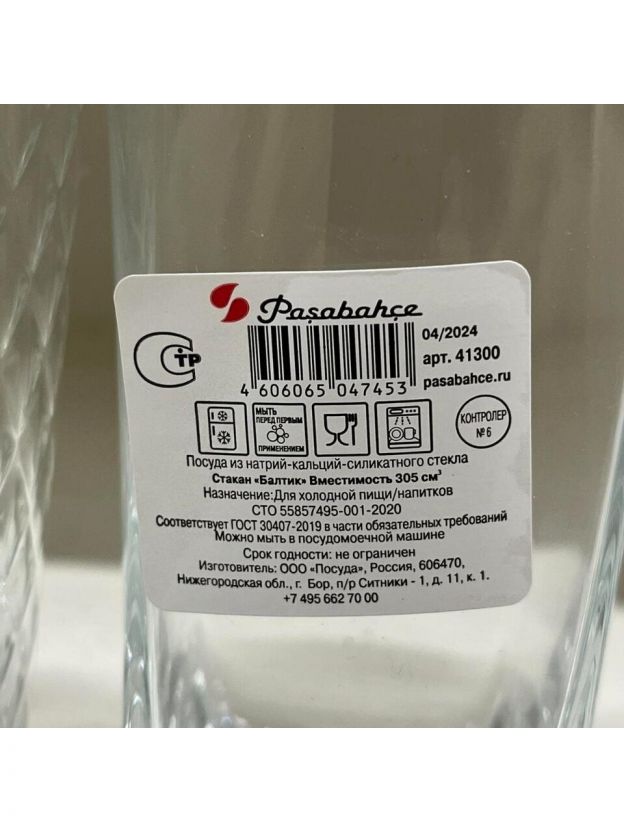 Paşabahçe
04/2024
арт. 41300
pasabahce.ru
4 606065 047453
СТР
МЫТЬ
ПЕРЕД ПЕРВЫМ
ПРИМЕНЕНИЕМ
КОНТРОЛЕР
№ 6
Посуда из натрий-кальций-силикатного стекла
Стакан «Балтик» Вместимость 305 см³
Назначение:Для холодной пищи/напитков
СТО 55857495-001-2020
Соответствует ГОСТ 30407-2019 в части обязательных требований
Можно мыть в посудомоечной машине
Срок годности: не ограничен
Изготовитель: ООО «Посуда», Россия, 606470,
Нижегородская обл., г. Бор, п/р Ситники - 1, д. 11, к. 1.
+7 495 662 70 00